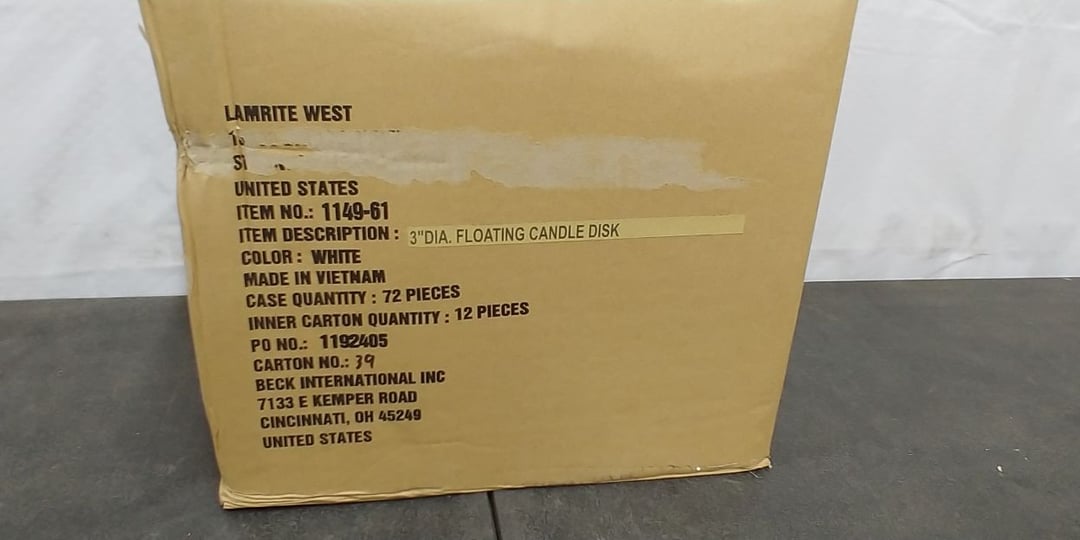 LAMRITE WEST
UNITED STATES
ITEM NO.: 1149-61
ITEM DESCRIPTION : 3"DIA. FLOATING CANDLE DISK
COLOR : WHITE
MADE IN VIETNAM
CASE QUANTITY : 72 PIECES
INNER CARTON QUANTITY : 12 PIECES
PO NO.: 1192405
CARTON NO.: 39
BECK INTERNATIONAL INC
7133 E KEMPER ROAD
CINCINNATI, OH 45249
UNITED STATES